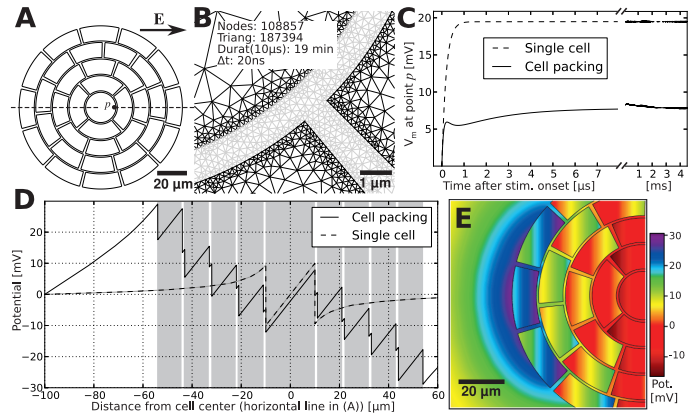 A
E
p
20 µm
B
Nodes: 108857
Triang: 187394
Durat(10µs): 19 min
Δt: 20ns
1 µm
C
Vm at point p [mV]
20
15
10
5
0
Single cell
Cell packing
0 1 2 3 4 5 6 7 1 2 3 4
Time after stim. onset [µs] [ms]
D
Potential [mV]
20
10
0
−10
−20
−30
Cell packing
Single cell
−100 −80 −60 −40 −20 0 20 40 60
Distance from cell center (horizontal line in (A)) [µm]
E
20 µm
30
20
10
0
-10
Pot.
[mV]